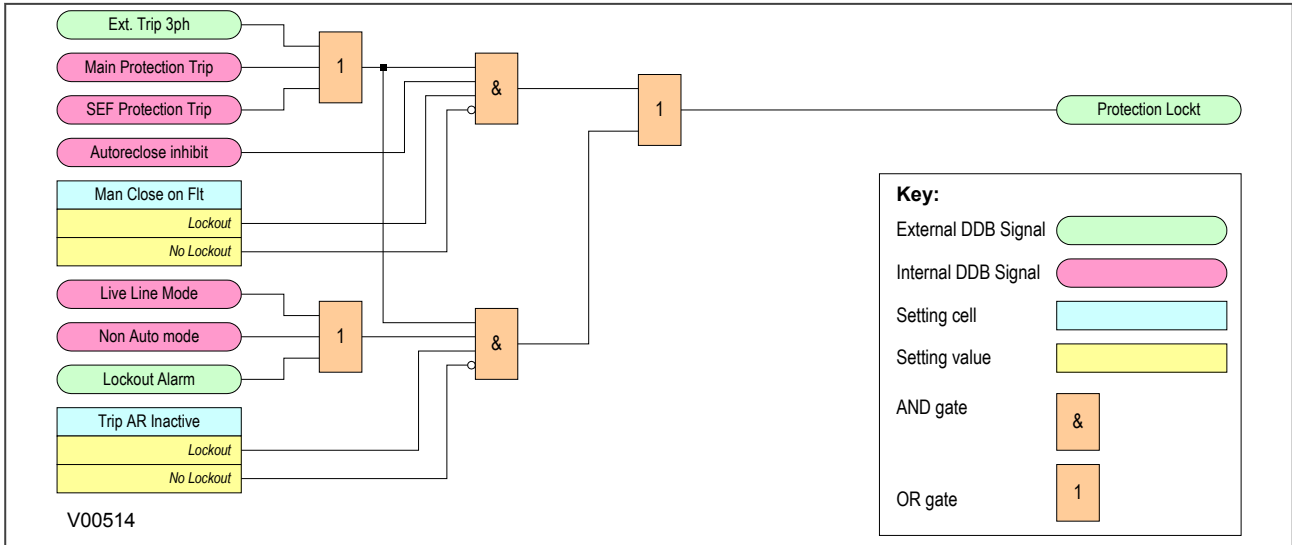 Ext. Trip 3ph
Main Protection Trip
SEF Protection Trip
Autoreclose inhibit
Man Close on Flt
Lockout
No Lockout
Live Line Mode
Non Auto mode
Lockout Alarm
Trip AR Inactive
Lockout
No Lockout
1
1
&
&
1
Protection Lockt
Key:
External DDB Signal
Internal DDB Signal
Setting cell
Setting value
AND gate
&
OR gate
1
V00514